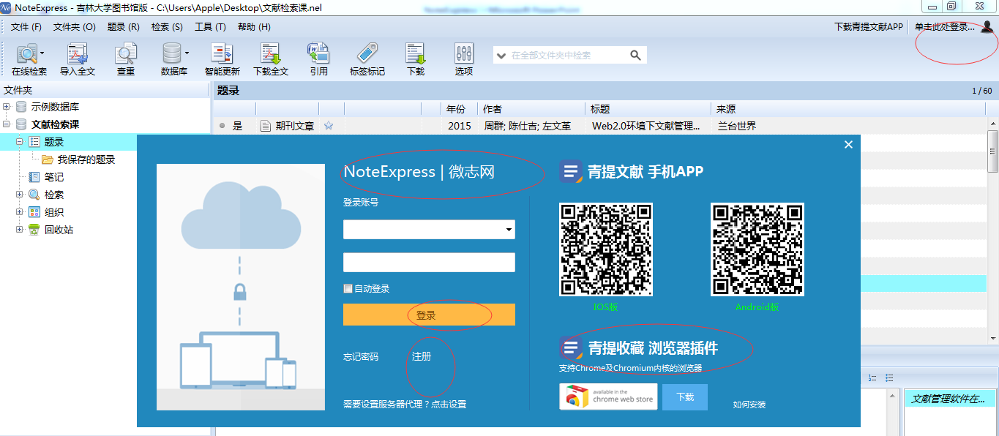 NoteExpress - 吉林大学图书馆版 - C:\Users\Apple\Desktop\文献检索课.nel
文件 (F) 文件夹 (O) 题录 (R) 检索 (S) 工具 (T) 帮助 (H) 下载青提文献APP 单击此处登录...
在线检索 导入全文 查重 数据库 智能更新 下载全文 引用 标签标记 下载 选项 在全部文件夹中检索
文件夹
题录 1 / 60
年份 作者 标题 来源
是 期刊文章 2015 周群; 陈仕吉; 左文革 Web2.0环境下文献管理... 兰台世界
示例数据库
文献检索课
题录
我保存的题录
笔记
检索
组织
回收站
NoteExpress | 微志网
登录账号
自动登录
登录
忘记密码 注册
需要设置服务器代理？点击设置
青提文献 手机APP
IOS版 Android版
青提收藏 浏览器插件
支持Chrome及Chromium内核的浏览器
available in the
chrome web store
下载 如何安装
文献管理软件在...